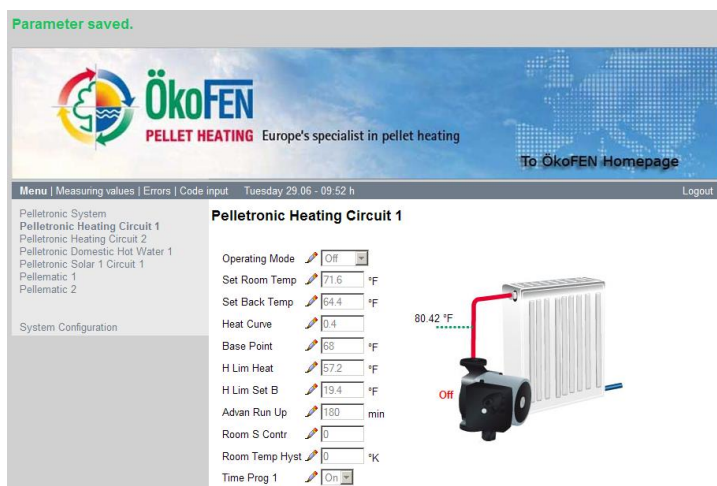 Parameter saved.
ÖkoFEN
PELLET HEATING Europe's specialist in pellet heating
To ÖkoFEN Homepage
Menu | Measuring values | Errors | Code input Tuesday 29.06 - 09:52 h Logout
Pelletronic System
Pelletronic Heating Circuit 1
Pelletronic Heating Circuit 2
Pelletronic Domestic Hot Water 1
Pelletronic Solar 1 Circuit 1
Pellematic 1
Pellematic 2
System Configuration
Pelletronic Heating Circuit 1
Operating Mode Off
Set Room Temp 71.6 °F
Set Back Temp 64.4 °F
Heat Curve 0.4
Base Point 68 °F
H Lim Heat 57.2 °F
H Lim Set B 19.4 °F
Advan Run Up 180 min
Room S Contr 0
Room Temp Hyst 0 °K
Time Prog 1 On
80.42 °F
Off